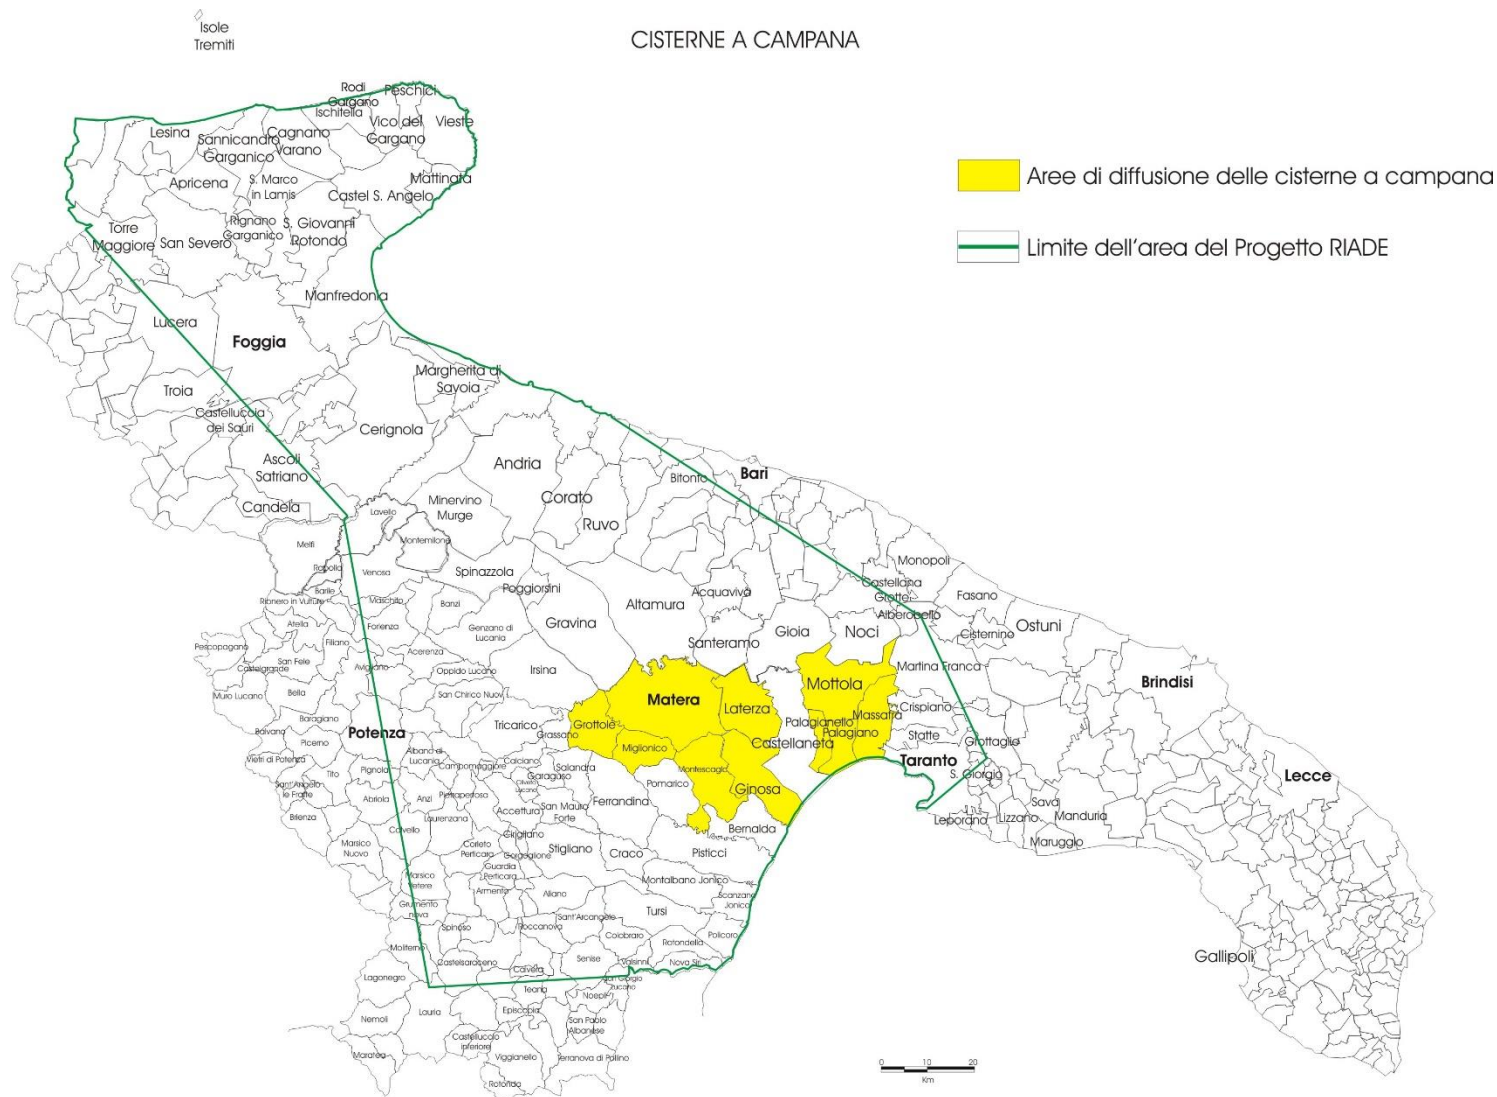 Isole
Tremiti
CISTERNE A CAMPANA
Aree di diffusione delle cisterne a campana
Limite dell'area del Progetto RIADE
Rodi
Gargano
Peschici
Ischitella
Vico del
Gargano
Vieste
Lesina
Sannicandro
Garganico
Cagnano
Varano
Apricena
S. Marco
in Lamis
Mattinata
Castel S. Angelo
Torre
Maggiore
San Severo
Rignano
Garganico
S. Giovanni
Rotondo
Manfredonia
Lucera
Foggia
Troia
Margherita di
Savoia
Castelluccia
dei Sauri
Cerignola
Ascoli
Satriano
Candela
Andria
Corato
Ruvo
Bitonto
Bari
Minervino
Murge
Lavello
Montemilone
Melfi
Rapolla
Venosa
Spinazzola
Poggiorsini
Barile
Rionero in Vulture
Maschito
Banzi
Altamura
Acquaviva
Monopoli
Castellana
Grotte
Fasano
Alberobello
Cisternino
Ostuni
Atella
Forenza
Genzano di
Lucania
Gravina
Santeramo
Gioia
Noci
Pescopagano
Filiano
Acerenza
Castelgrande
San Fele
Avigliano
Oppido Lucano
Irsina
Martina Franca
Brindisi
Muro Lucano
Bella
San Chirico Nuov
Matera
Laterza
Mottola
Massafra
Crispiano
Baragiano
Balvano
Potenza
Tricarico
Grassano
Grottole
Miglionico
Palagianello
Palagiano
Castellaneta
Statte
Grottaglie
Picerno
Vietri di Potenza
Tito
Pignola
Albano di
Lucania
Campomaggiore
Calciano
Garaguso
Salandra
Taranto
S. Giorgio
Lecce
Sant'Angelo
le Fratte
Abriola
Anzi
Pietrapertosa
Oliveto
Lucano
Pomarico
Montescagli
Ginosa
Brienza
Calvello
Laurenzana
Accettura
San Mauro
Forte
Ferrandina
Bernalda
Leporano
Lizzano
Sava
Manduria
Maruggio
Marsico
Nuovo
Corleto
Perticara
Cirigliano
Gorgoglione
Stigliano
Craco
Pisticci
Guardia
Perticara
Marsico
Vetere
Armento
Aliano
Montalbano Jonico
Scanzano
Jonico
Grumento
nova
Sant'Arcangelo
Tursi
Spinoso
Roccanova
Colobraro
Rotondella
Policoro
Moliterno
Castelsaraceno
Calvera
Senise
Valsinni
Nova Sir
Gallipoli
Lagonegro
Teana
San Giorgio
Lucano
Noepli
Nemoli
Lauria
Episcopia
San Paolo
Albanese
Maratea
Castelluccio
inferiore
Viggianello
Terranova di Pollino
Rotonda
0 10 20
Km